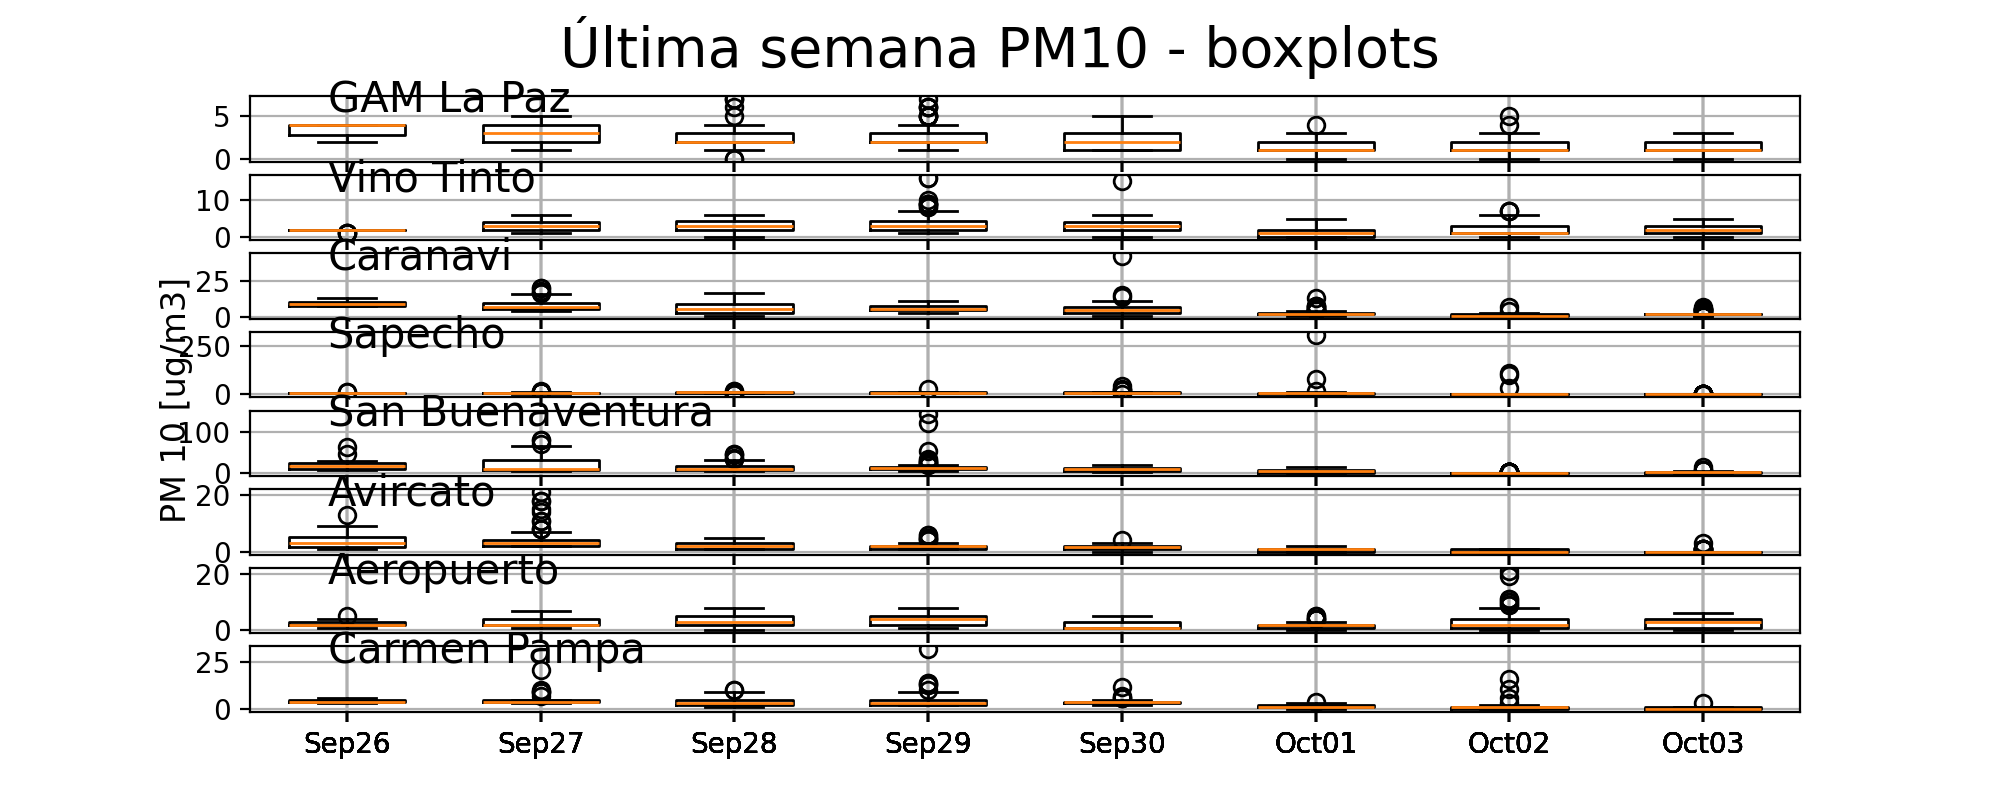 Última semana PM10 - boxplots
GAM La Paz
5
0
Vino Tinto
10
0
Caranavi
25
0
Sapecho
250
0
San Buenaventura
100
0
Avircato
20
0
Aeropuerto
20
0
Carmen Pampa
25
0
PM 10 [ug/m3]
Sep26 Sep27 Sep28 Sep29 Sep30 Oct01 Oct02 Oct03